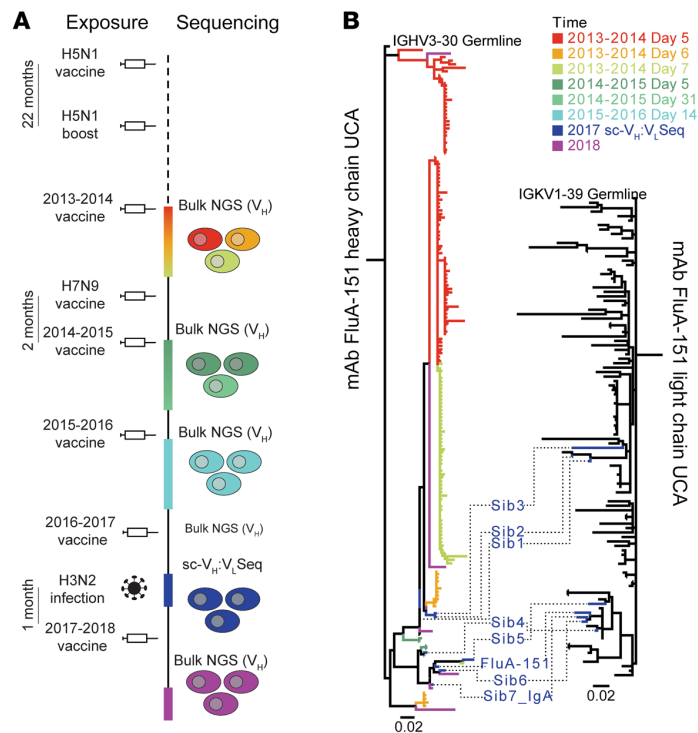 A
Exposure
Sequencing
22 months
H5N1
vaccine
H5N1
boost
2013-2014
vaccine
Bulk NGS (VH)
2 months
H7N9
vaccine
2014-2015
vaccine
Bulk NGS (VH)
2015-2016
vaccine
Bulk NGS (VH)
2016-2017
vaccine
Bulk NGS (VH)
1 month
H3N2
infection
sc-VH:VLSeq
2017-2018
vaccine
Bulk NGS (VH)
B
mAb FluA-151 heavy chain UCA
IGHV3-30 Germline
Time
2013-2014 Day 5
2013-2014 Day 6
2013-2014 Day 7
2014-2015 Day 5
2014-2015 Day 31
2015-2016 Day 14
2017 sc-VH:VLSeq
2018
IGKV1-39 Germline
mAb FluA-151 light chain UCA
Sib3
Sib2
Sib1
Sib4
Sib5
FluA-151
Sib6
Sib7_IgA
0.02
0.02